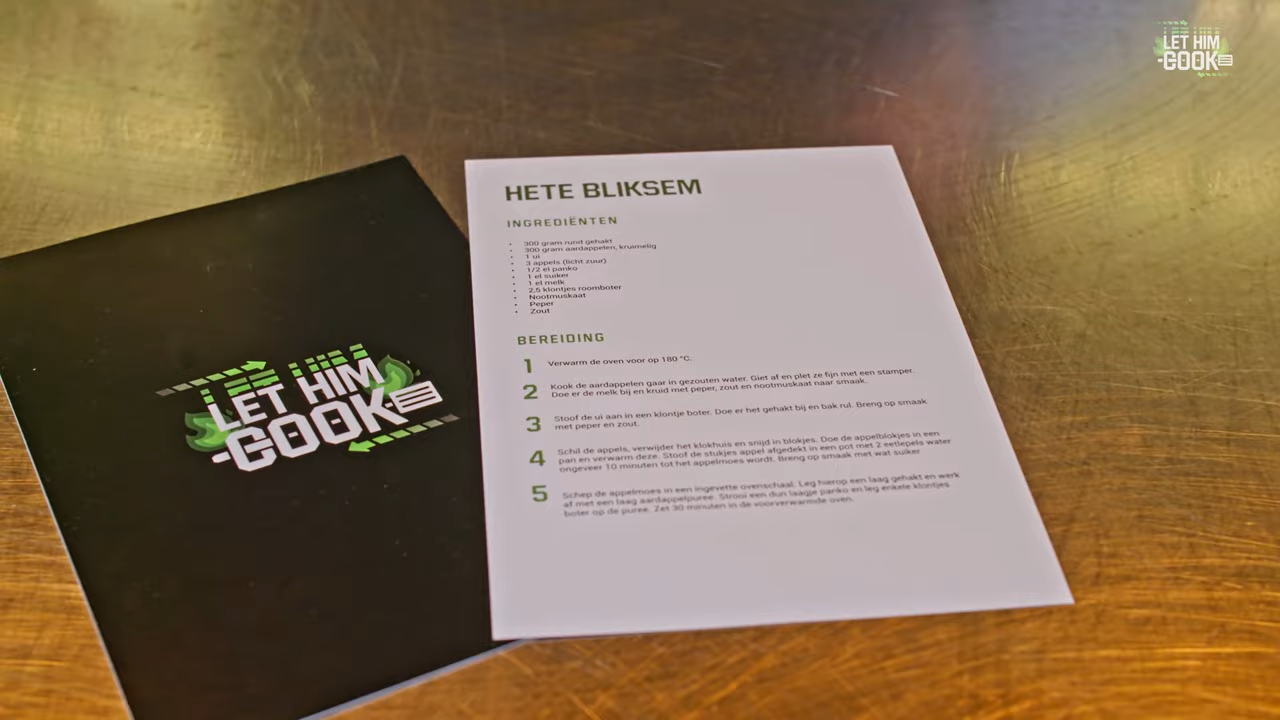 LET HIM
COOK
LET HIM
COOK
HETE BLIKSEM
INGREDIËNTEN
• 300 gram rund gehakt
• 300 gram aardappelen, kruimelig
• 1 ui
• 3 appels (licht zuur)
• 1/2 el panko
• 1 el suiker
• 1 el melk
• 2,5 klontjes roomboter
• Nootmuskaat
• Peper
• Zout
BEREIDING
1 Verwarm de oven voor op 180 °C.
2 Kook de aardappelen gaar in gezouten water. Giet af en plet ze fijn met een stamper.
Doe er de melk bij en kruid met peper, zout en nootmuskaat naar smaak.
3 Stoof de ui aan in een klontje boter. Doe er het gehakt bij en bak rul. Breng op smaak
met peper en zout.
4 Schil de appels, verwijder het klokhuis en snijd in blokjes. Doe de appelblokjes in een
pan en verwarm deze. Stoof de stukjes appel afgedekt in een pot met 2 eetlepels water
ongeveer 10 minuten tot het appelmoes wordt. Breng op smaak met wat suiker
5 Schep de appelmoes in een ingevette ovenschaal. Leg hierop een laag gehakt en werk
af met een laag aardappelpuree. Strooi een dun laagje panko en leg enkele klontjes
boter op de puree. Zet 30 minuten in de voorverwarmde oven.